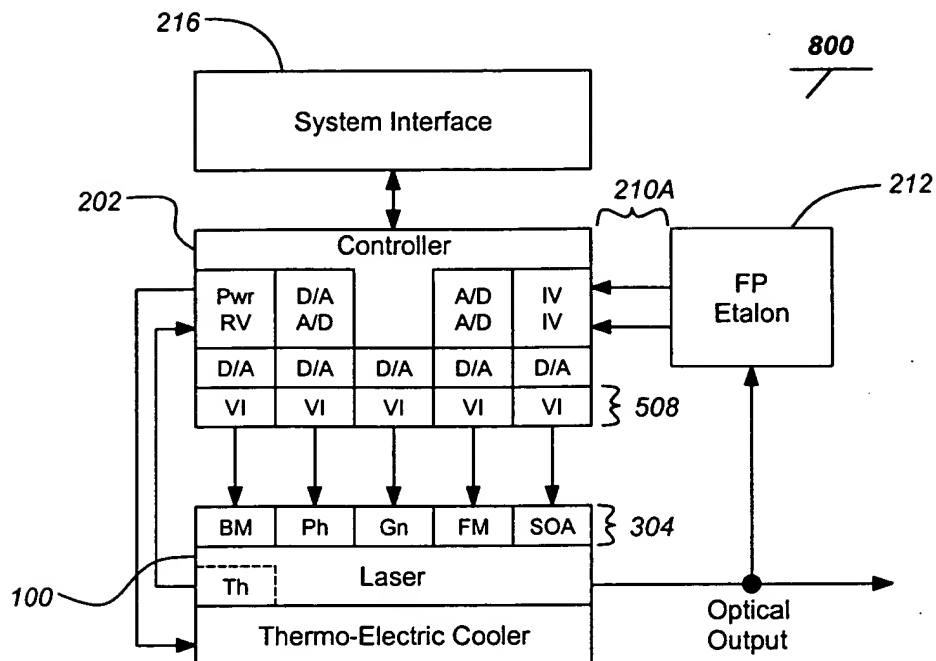 216
800
System Interface
202
210A
212
Controller
Pwr
RV
D/A
A/D
A/D
A/D
IV
IV
FP
Etalon
D/A D/A D/A D/A D/A
VI VI VI VI VI
508
BM Ph Gn FM SOA
304
100
Th
Laser
Optical
Output
Thermo-Electric Cooler